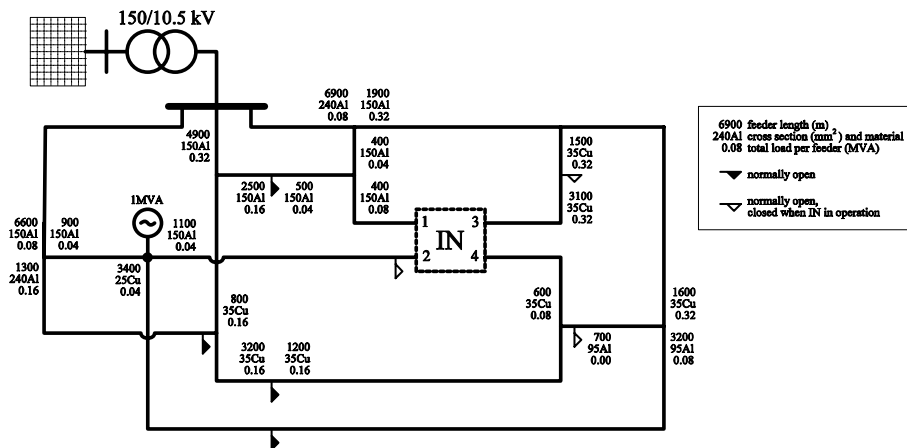 150/10.5 kV
6900
240Al
0.08
1900
150Al
0.32
4900
150Al
0.32
400
150Al
0.04
1500
35Cu
0.32
2500
150Al
0.16
500
150Al
0.04
400
150Al
0.08
3100
35Cu
0.32
1MVA
6600
150Al
0.08
900
150Al
0.04
1100
150Al
0.04
1
3
IN
2
4
1300
240Al
0.16
3400
25Cu
0.04
800
35Cu
0.16
600
35Cu
0.08
1600
35Cu
0.32
700
95Al
0.00
3200
95Al
0.08
3200
35Cu
0.16
1200
35Cu
0.16
6900 feeder length (m)
240Al cross section (mm²) and material
0.08 total load per feeder (MVA)
normally open
normally open,
closed when IN in operation